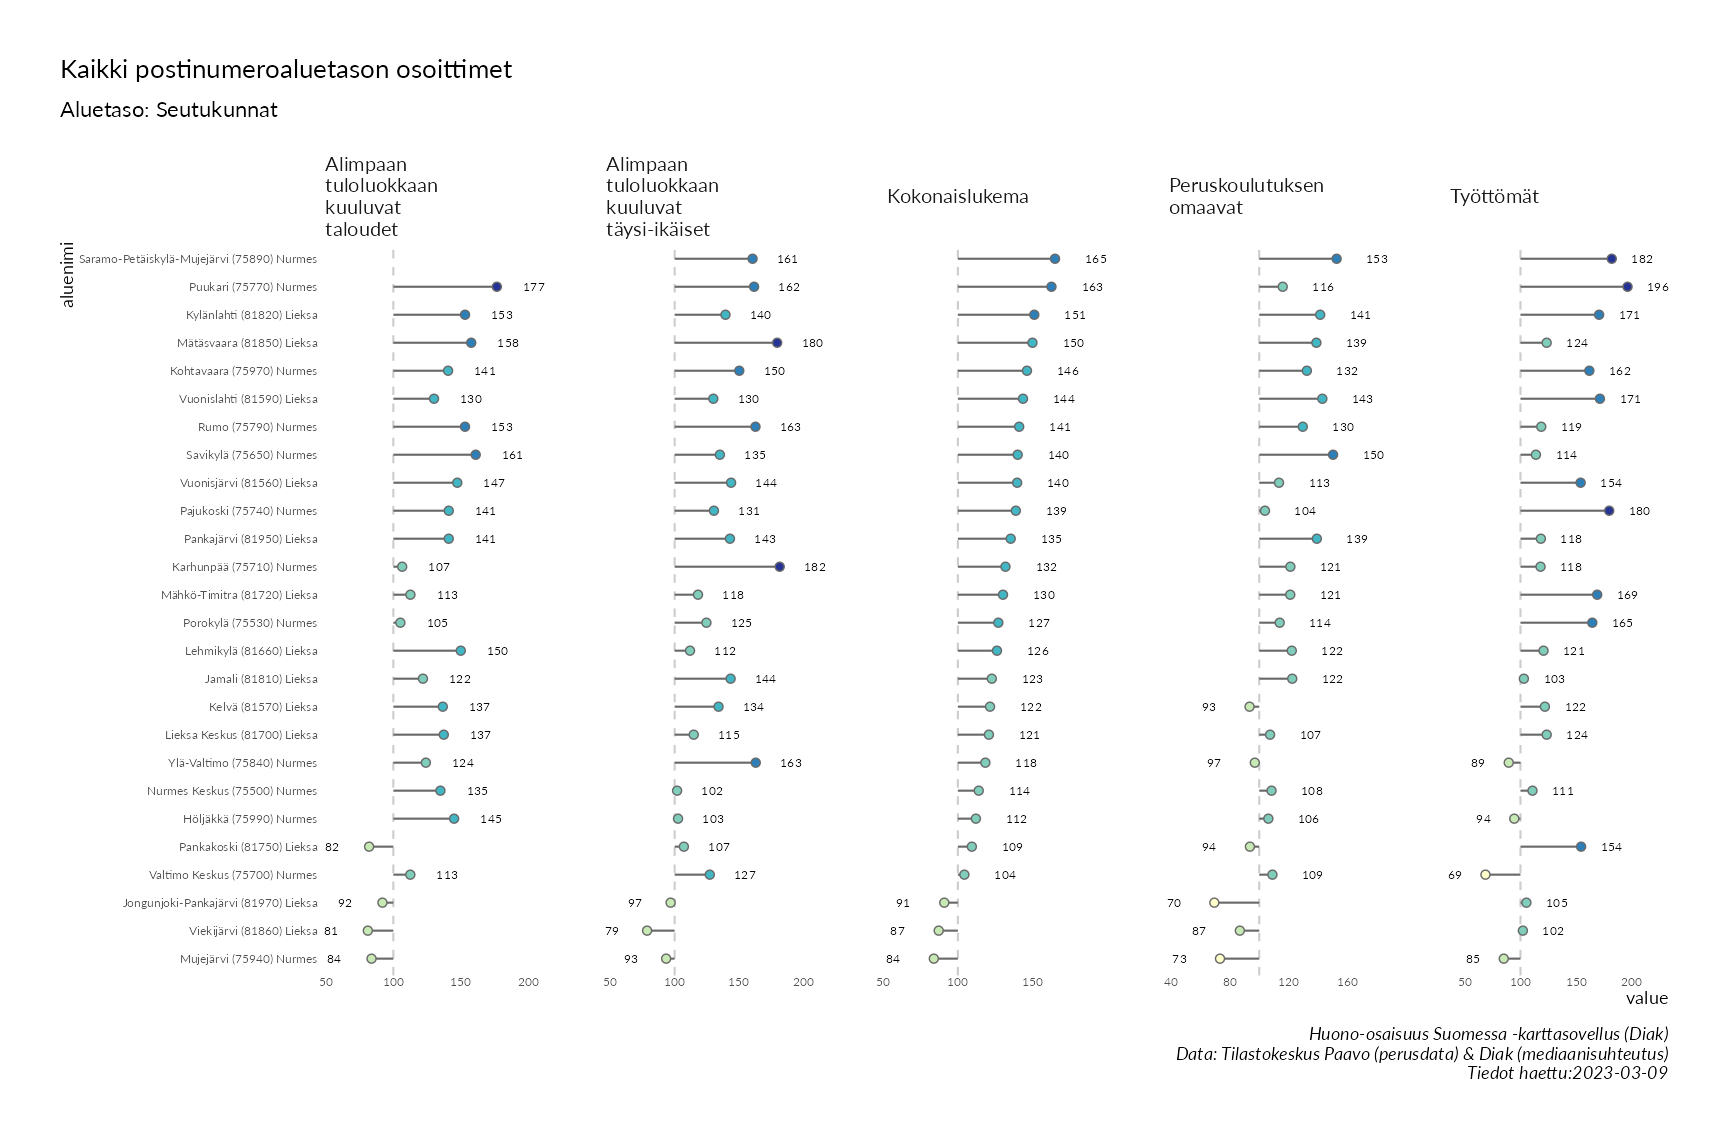 Kaikki postinumeroaluetason osoittimet
Aluetaso: Seutukunnat
Alimpaan
tuloluokkaan
kuuluvat
taloudet
Alimpaan
tuloluokkaan
kuuluvat
täysi-ikäiset
Kokonaislukema
Peruskoulutuksen
omaavat
Työttömät
aluenimi
Saramo-Petäiskylä-Mujejärvi (75890) Nurmes 161 165 153 182
Puukari (75770) Nurmes 177 162 163 116 196
Kylänlahti (81820) Lieksa 153 140 151 141 171
Mätäsvaara (81850) Lieksa 158 180 150 139 124
Kohtavaara (75970) Nurmes 141 150 146 132 162
Vuonislahti (81590) Lieksa 130 130 144 143 171
Rumo (75790) Nurmes 153 163 141 130 119
Savikylä (75650) Nurmes 161 135 140 150 114
Vuonisjärvi (81560) Lieksa 147 144 140 113 154
Pajukoski (75740) Nurmes 141 131 139 104 180
Pankajärvi (81950) Lieksa 141 143 135 139 118
Karhunpää (75710) Nurmes 107 182 132 121 118
Mähkö-Timitra (81720) Lieksa 113 118 130 121 169
Porokylä (75530) Nurmes 105 125 127 114 165
Lehmikylä (81660) Lieksa 150 112 126 122 121
Jamali (81810) Lieksa 122 144 123 122 103
Kelvä (81570) Lieksa 137 134 122 93 122
Lieksa Keskus (81700) Lieksa 137 115 121 107 124
Ylä-Valtimo (75840) Nurmes 124 163 118 97 89
Nurmes Keskus (75500) Nurmes 135 102 114 108 111
Höljäkkä (75990) Nurmes 145 103 112 106 94
Pankakoski (81750) Lieksa 82 107 109 94 154
Valtimo Keskus (75700) Nurmes 113 127 104 109 69
Jongunjoki-Pankajärvi (81970) Lieksa 92 97 91 70 105
Viekijärvi (81860) Lieksa 81 79 87 87 102
Mujejärvi (75940) Nurmes 84 93 84 73 85
50 100 150 200 50 100 150 200 50 100 150 40 80 120 160 50 100 150 200
value
Huono-osaisuus Suomessa -karttasovellus (Diak)
Data: Tilastokeskus Paavo (perusdata) & Diak (mediaanisuhteutus)
Tiedot haettu:2023-03-09